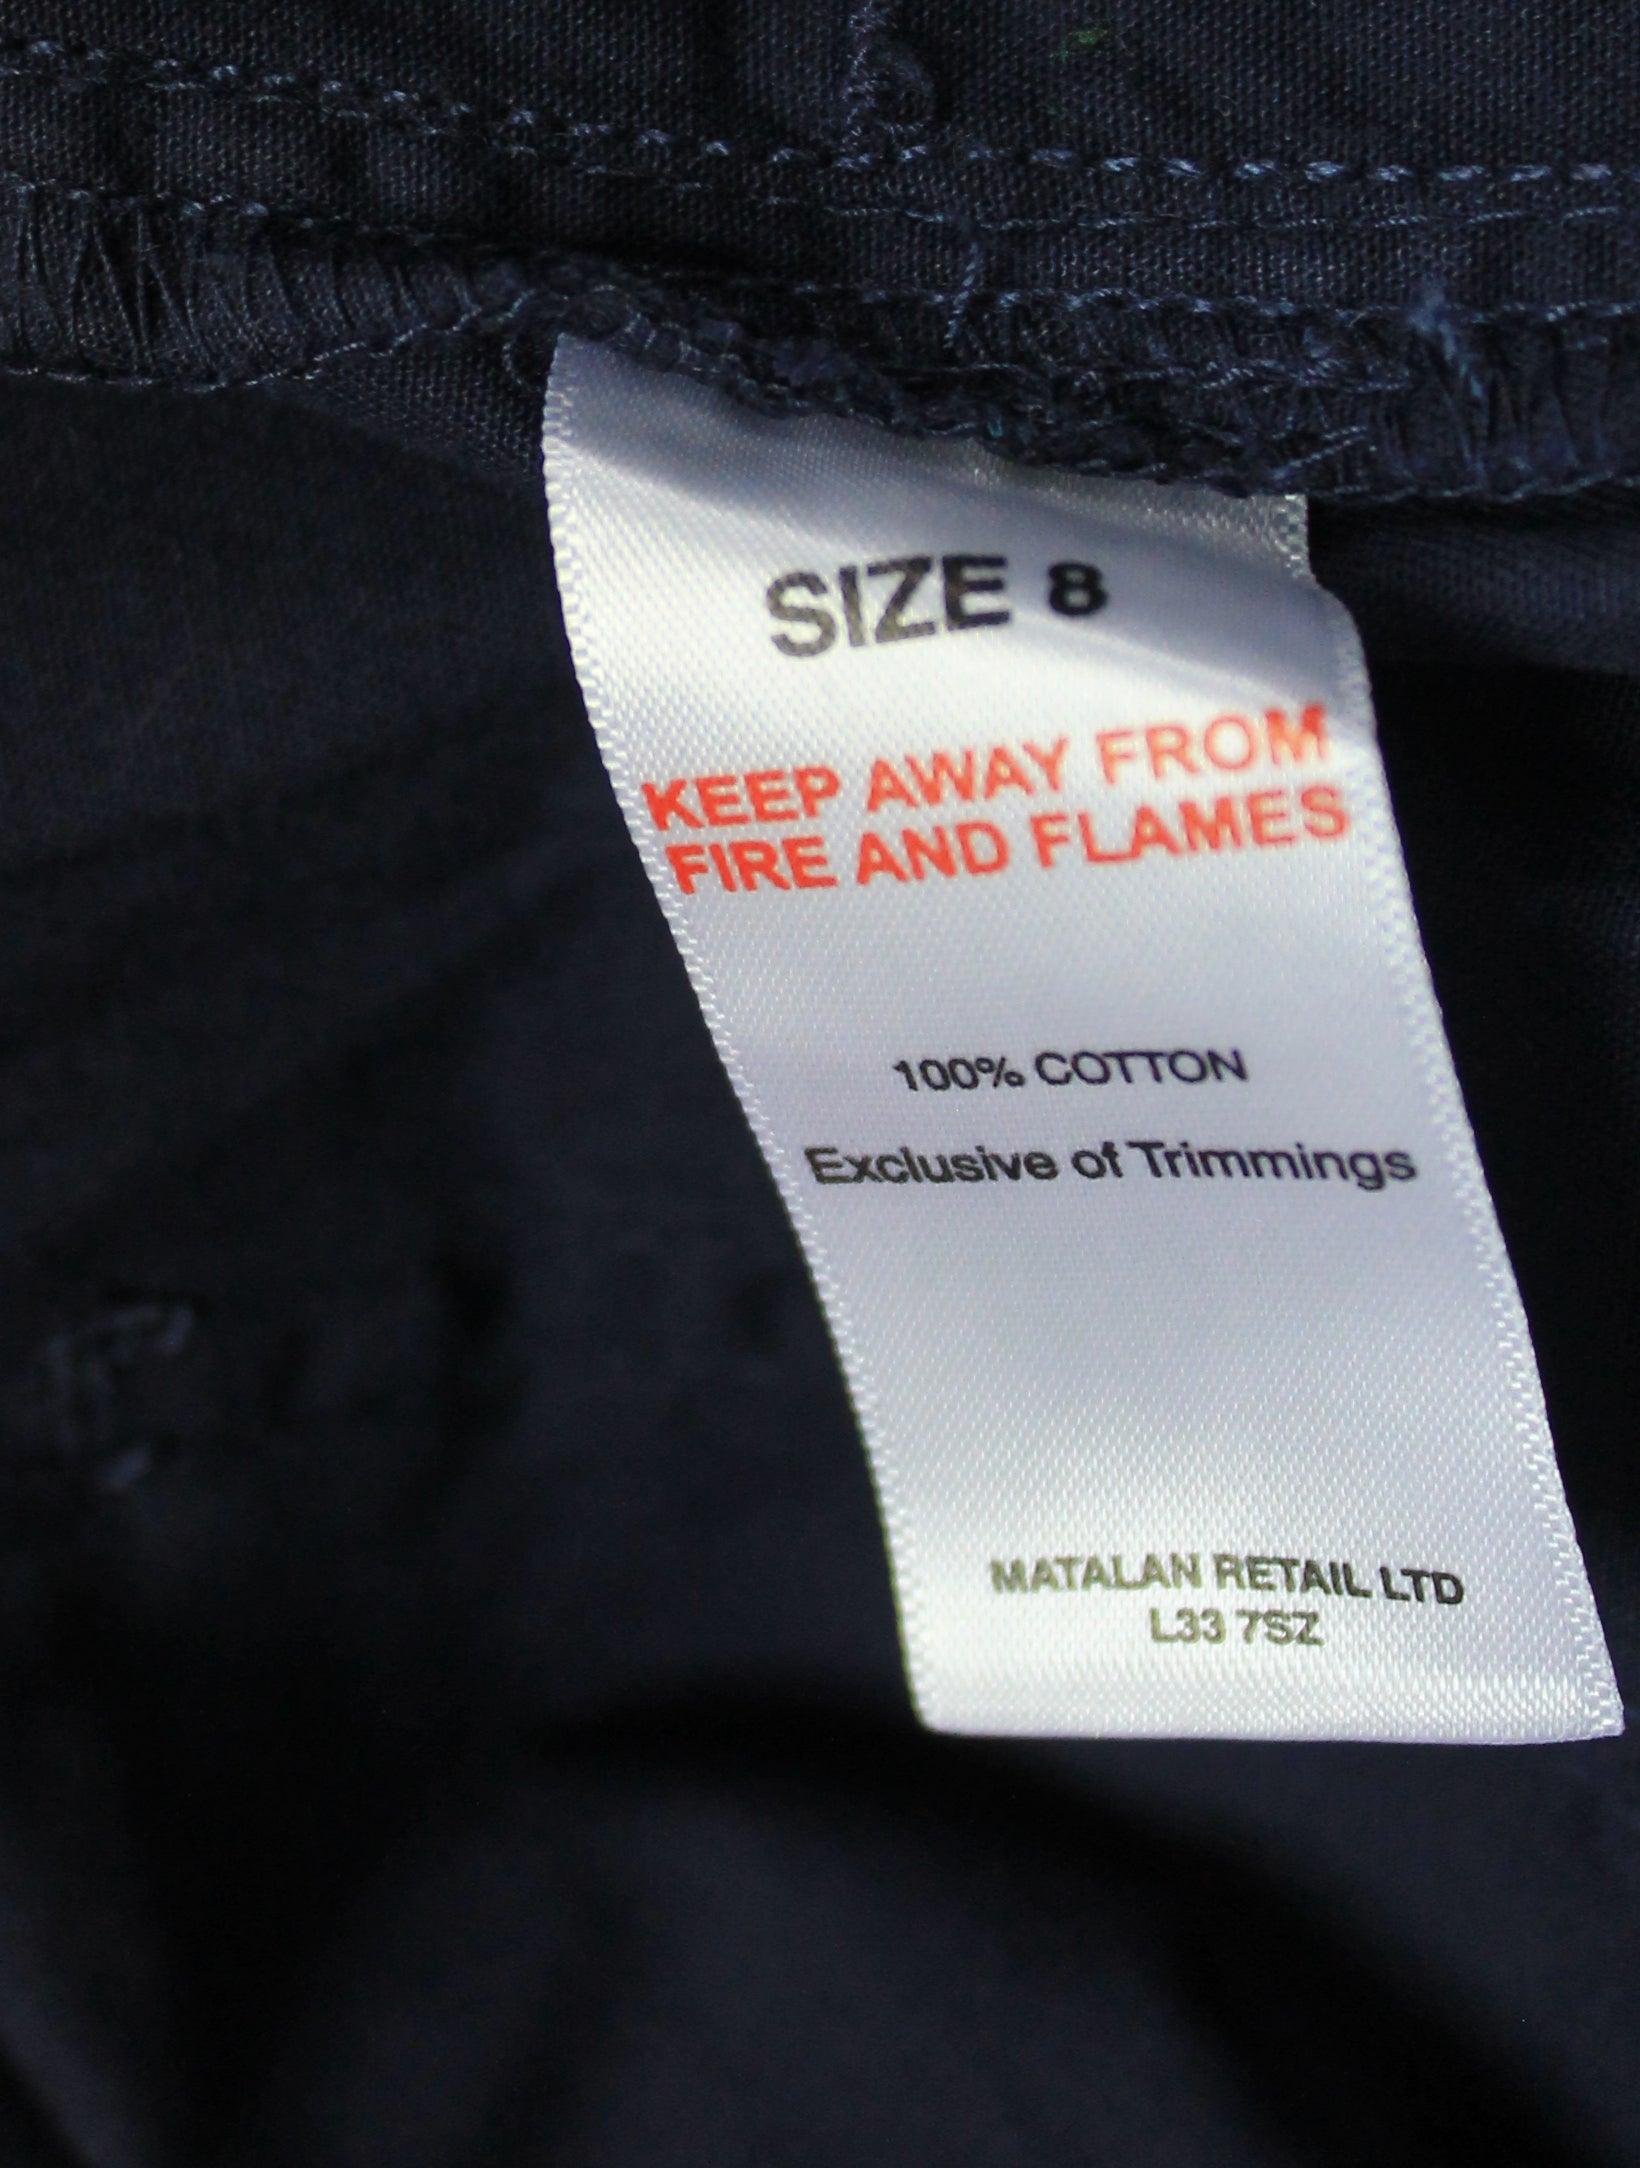 SIZE 8
KEEP AWAY FROM
FIRE AND FLAMES
100% COTTON
Exclusive of Trimmings
MATALAN RETAIL LTD
L33 7SZ